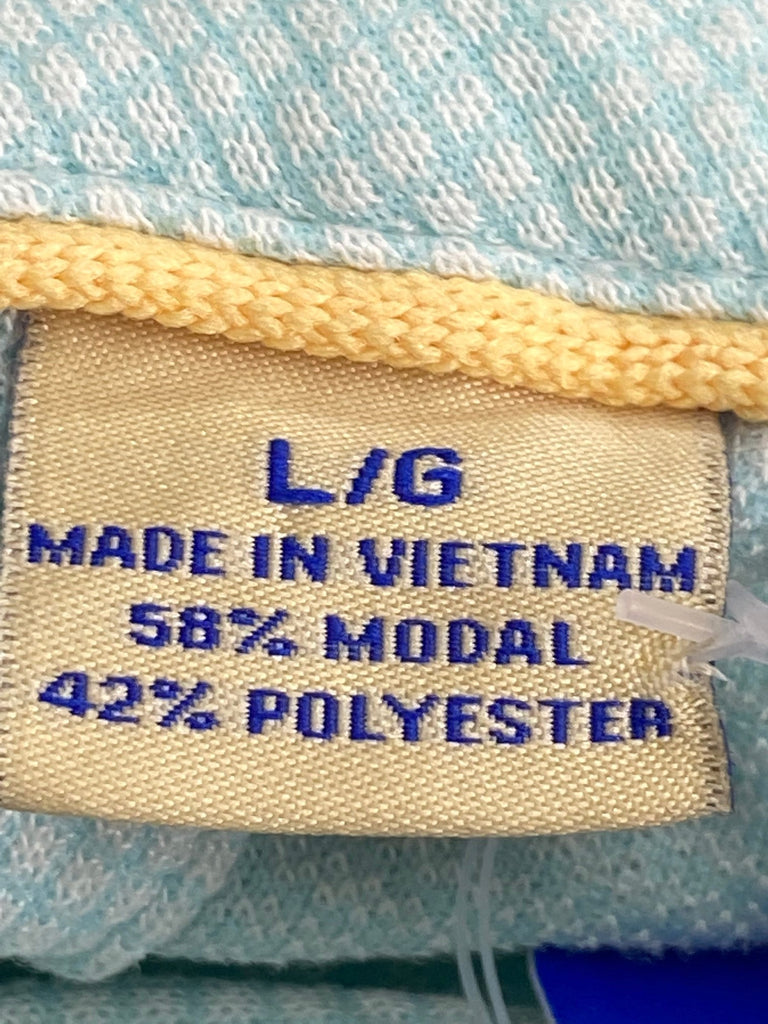 L/G
MADE IN VIETNAM
58% MODAL
42% POLYESTER